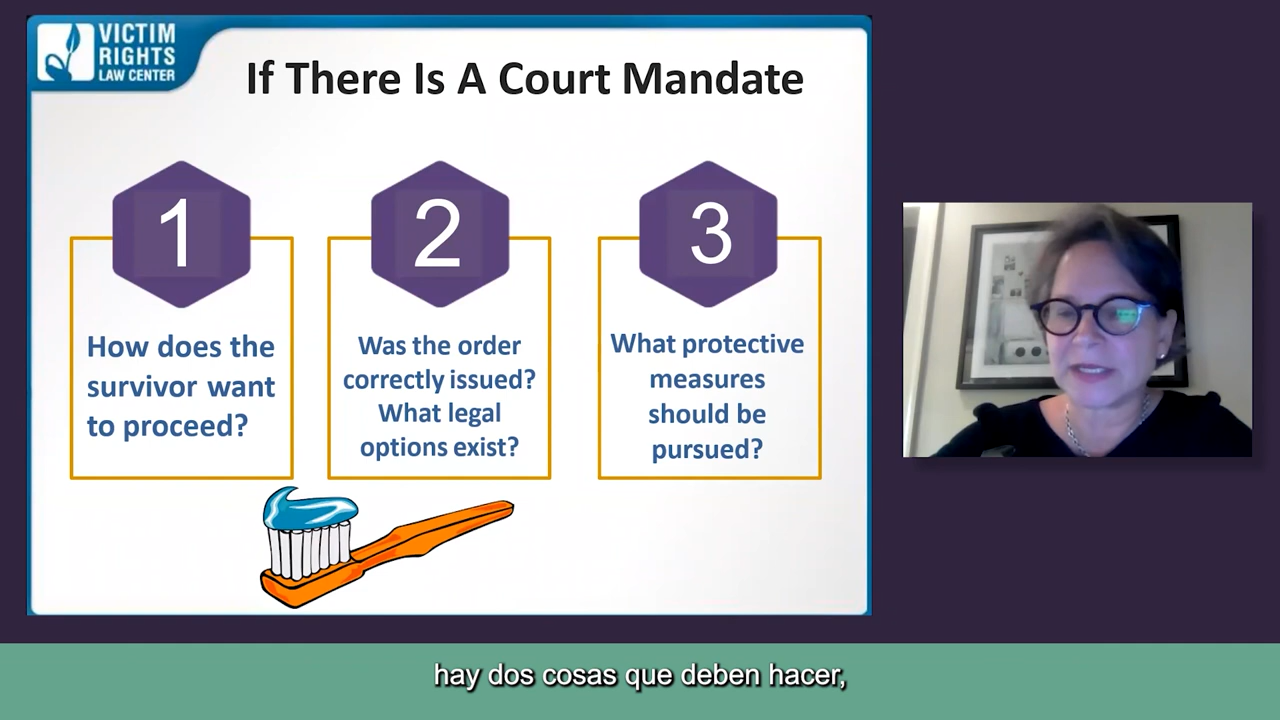 VICTIM
RIGHTS
LAW CENTER
If There Is A Court Mandate
1
How does the
survivor want
to proceed?
2
Was the order
correctly issued?
What legal
options exist?
3
What protective
measures
should be
pursued?
hay dos cosas que deben hacer,